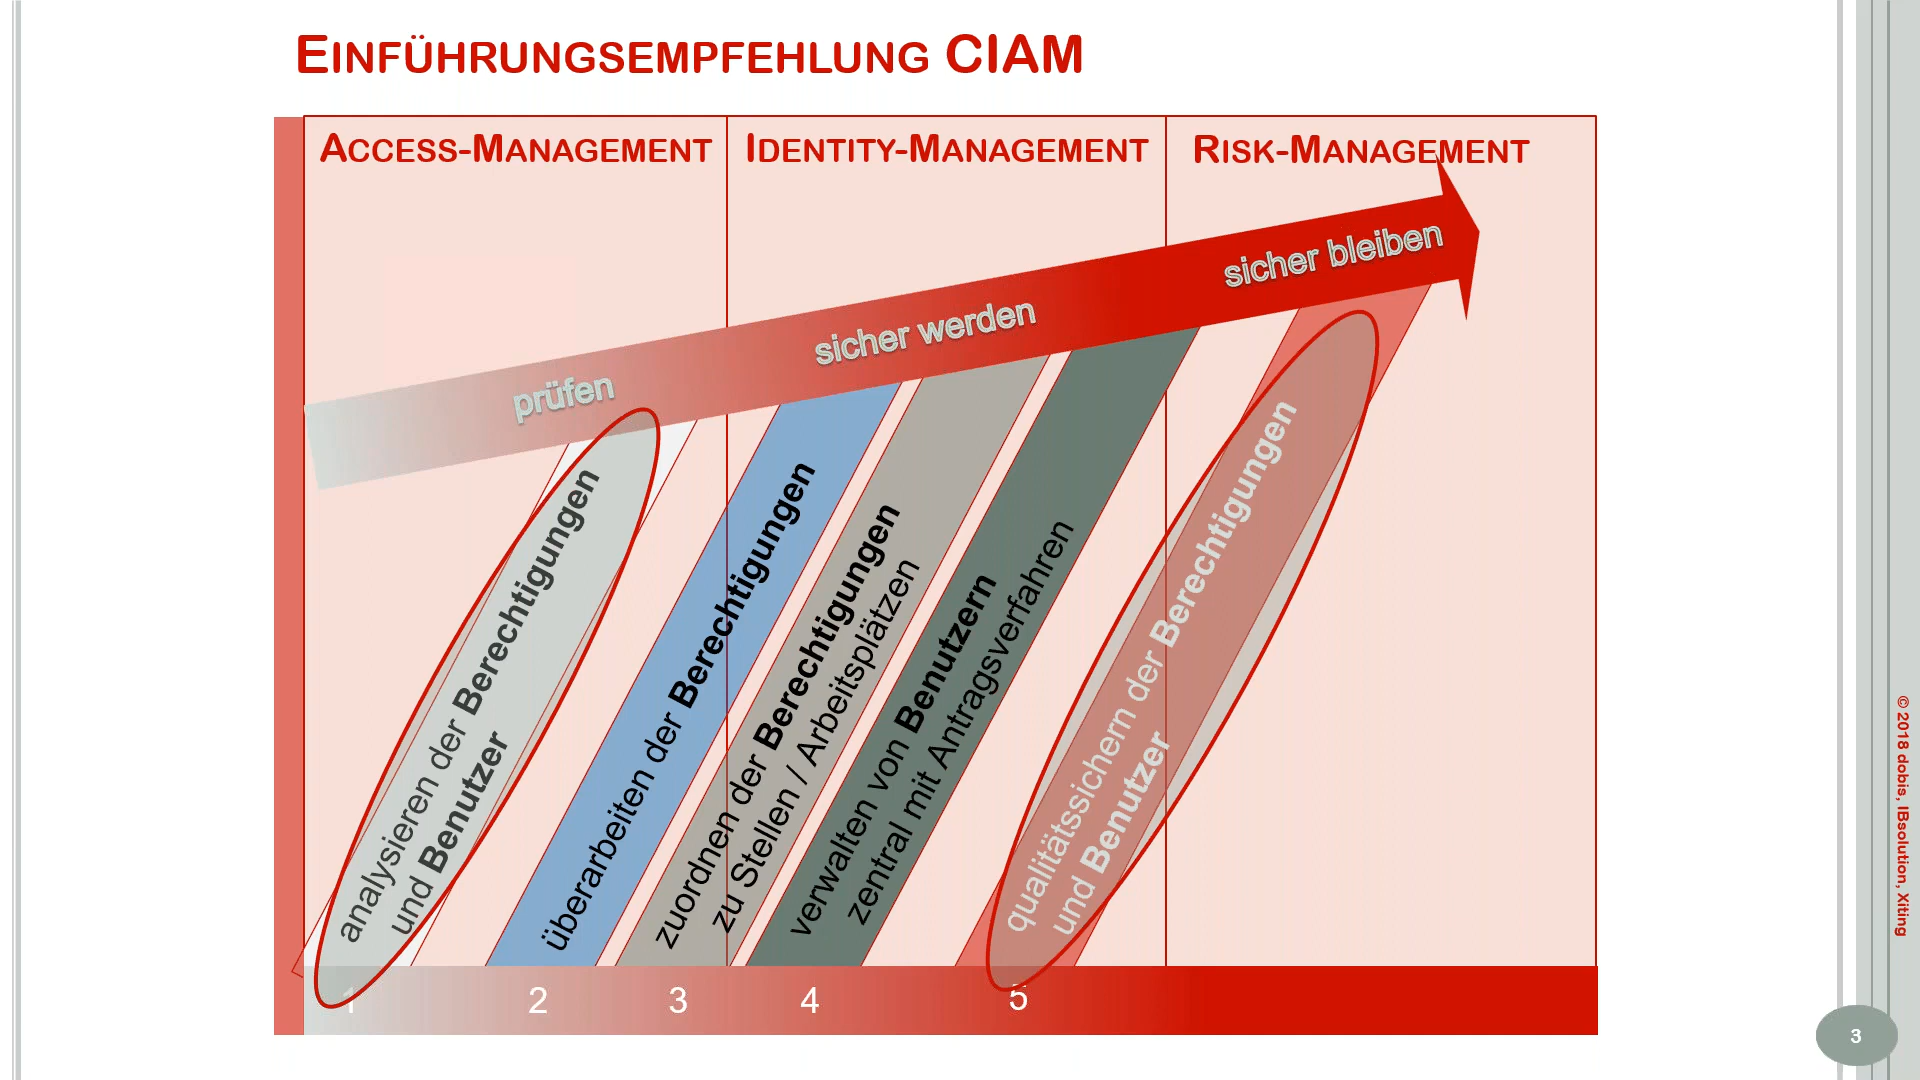 EINFÜHRUNGSEMPFEHLUNG CIAM
ACCESS-MANAGEMENT
IDENTITY-MANAGEMENT
RISK-MANAGEMENT
prüfen
sicher werden
sicher bleiben
analysieren der Berechtigungen
und Benutzer
überarbeiten der Berechtigungen
zuordnen der Berechtigungen
zu Stellen / Arbeitsplätzen
verwalten von Benutzern
zentral mit Antragsverfahren
qualitätssichern der Berechtigungen
und Benutzer
1
2
3
4
5
© 2018 dobis, IBsolution, Xiting
3